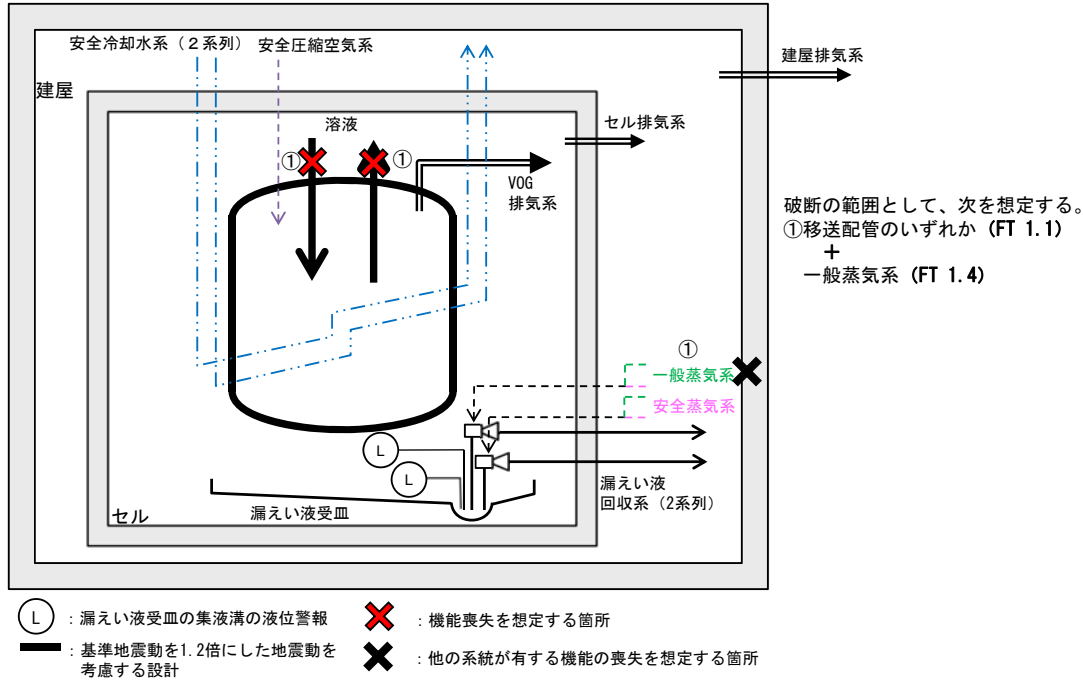 安全冷却水系（２系列）
安全圧縮空気系
建屋排気系
建屋
溶液
セル排気系
①
①
VOG
排気系
破断の範囲として、次を想定する。
①移送配管のいずれか (FT 1.1)
＋
一般蒸気系 (FT 1.4)
①
一般蒸気系
安全蒸気系
L
L
漏えい液
回収系（2系列）
セル
漏えい液受皿
L
：漏えい液受皿の集液溝の液位警報
：機能喪失を想定する箇所
：基準地震動を1.2倍にした地震動を
考慮する設計
：他の系統が有する機能の喪失を想定する箇所